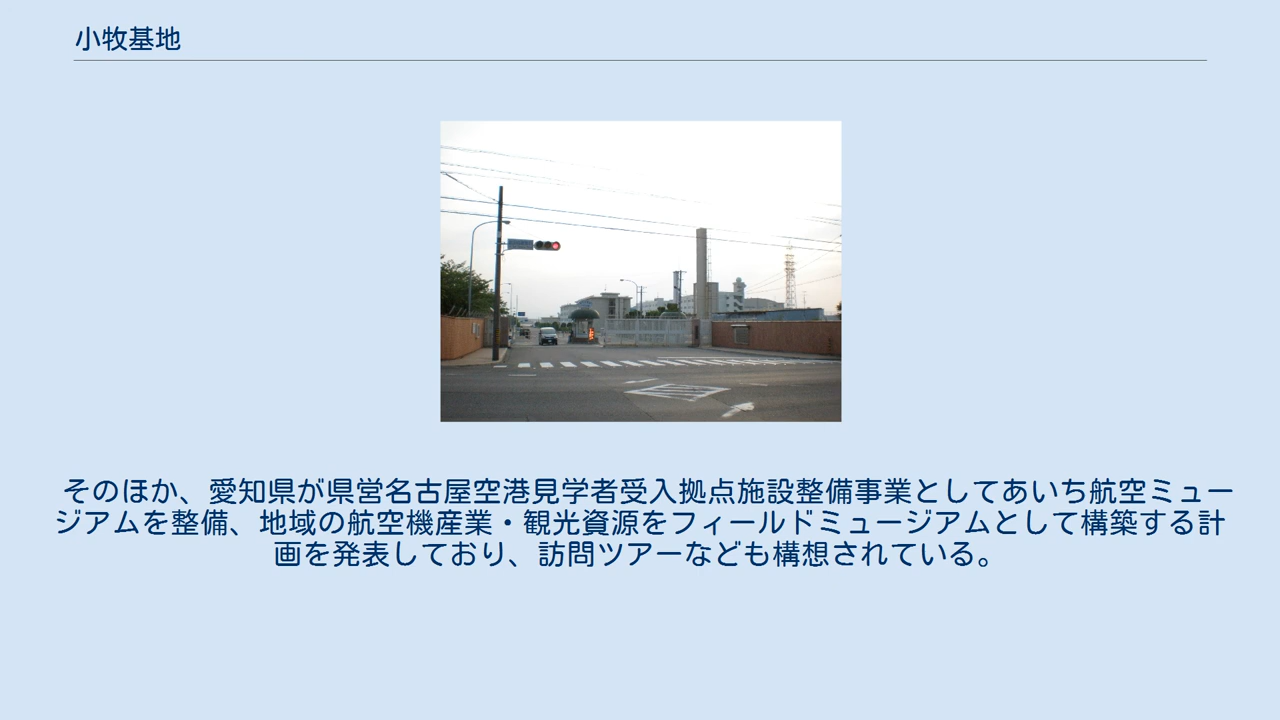 小牧基地
そのほか、愛知県が県営名古屋空港見学者受入拠点施設整備事業としてあいち航空ミュー
ジアムを整備、地域の航空機産業・観光資源をフィールドミュージアムとして構築する計
画を発表しており、訪問ツアーなども構想されている。